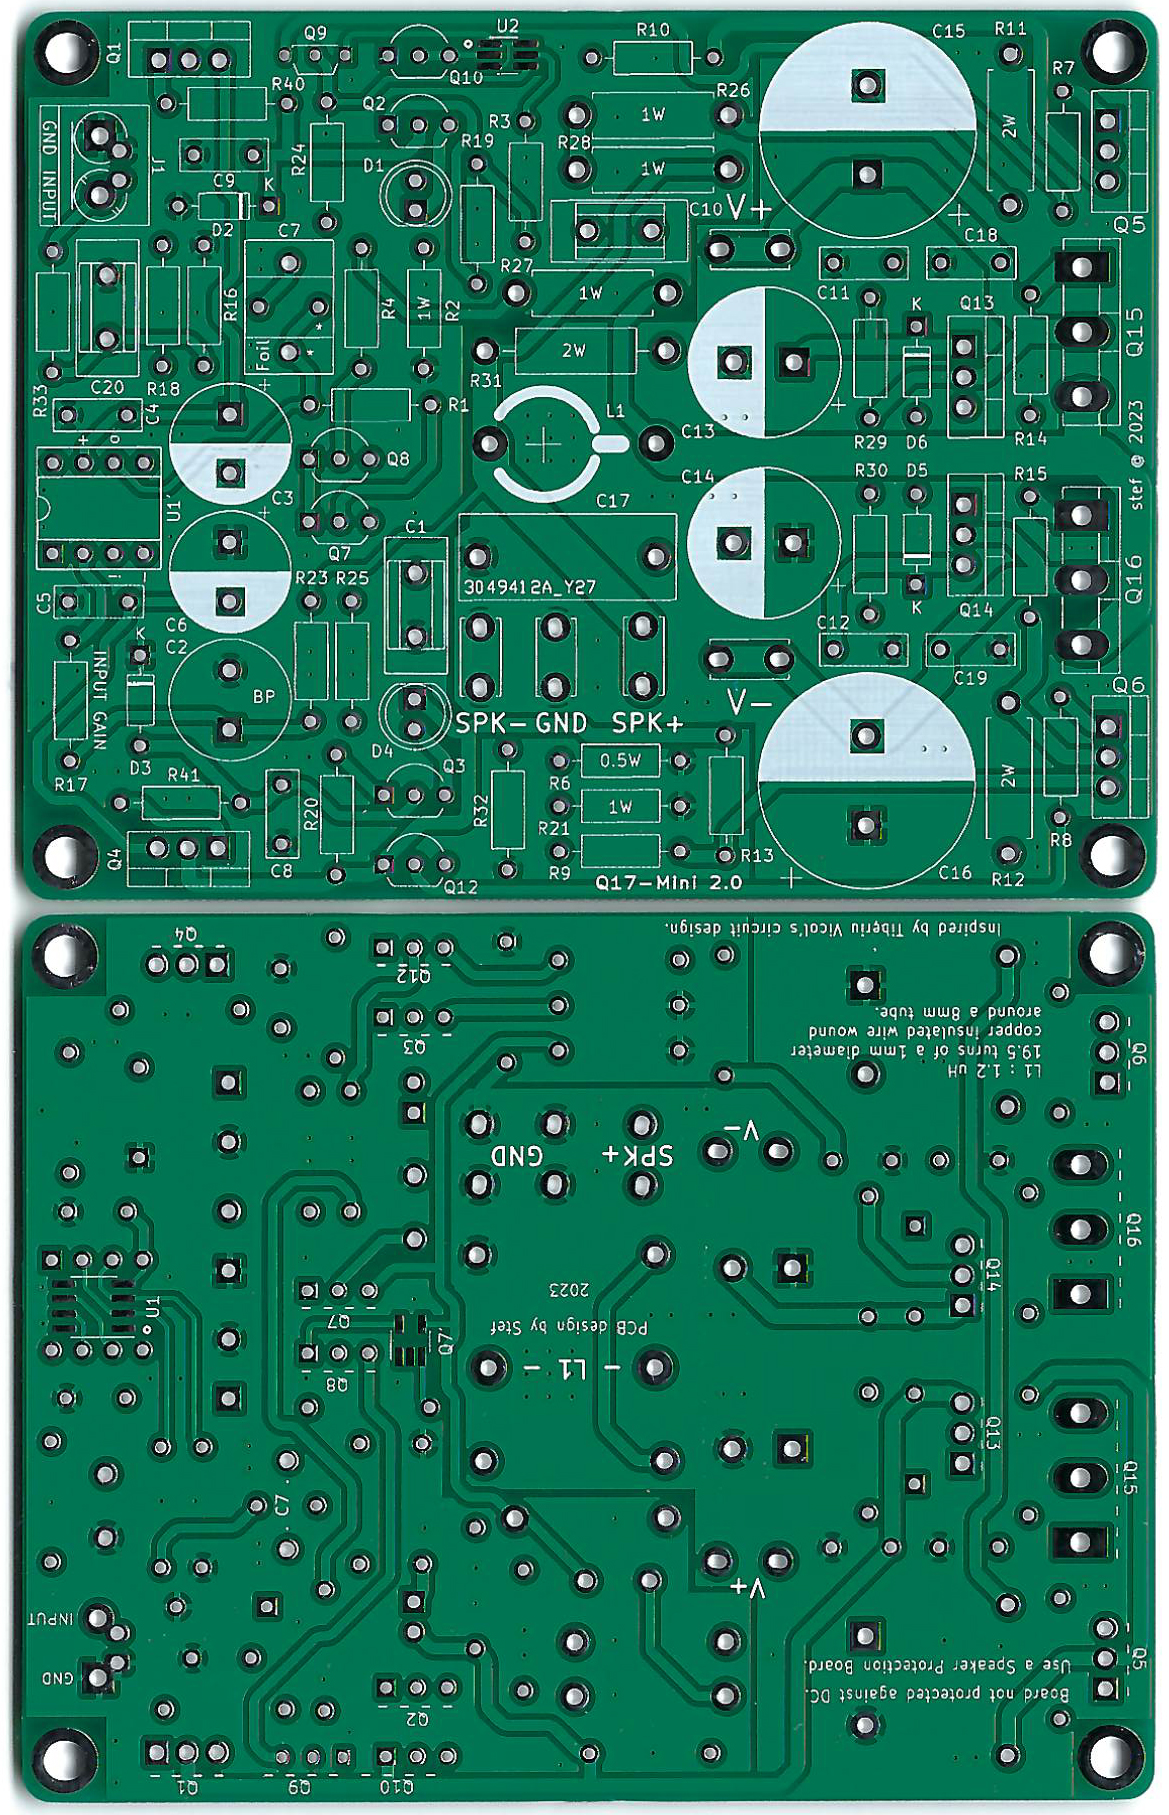 Q1
Q9
U2
R10
C15
R11
R7
Q10
R40
Q2
R3
R26
1W
2W
GND INPUT
J1
R24
R19
R28
D1
1W
C9
K
C10
V+
+
Q5
D2
C7
R27
C18
R16
R4
1W
R2
1W
C11
K
Q13
Q15
Foil
*
*
2W
R33
C20
R18
R31
+
C4
R1
L1
+
C13
R29
D6
R14
stef @ 2023
+ o
Q8
C14
R30
D5
R15
U1
C3
+
C17
Q7
C1
R23
R25
3049412A_Y27
+
K
Q14
Q16
C5
- i
C6
C2
C12
C19
K
INPUT GAIN
BP
V-
Q6
SPK- GND SPK+
D4
R17
D3
R41
Q3
R32
R6
0.5W
2W
R20
R21
1W
R13
R8
Q4
C8
Q12
R9
+
C16
R12
Q17-Mini 2.0
Q4
Q12
Inspired by Tiberiu Vicol's circuit design.
Q3
L1 : 1.2 uH
19.5 turns of a 1mm diameter
copper insulated wire wound
around a 8mm tube.
Q6
GND
SPK+
V-
Q16
U1
Q7
Q7
Q8
2023
PCB design by Stef
- L1 -
Q14
Q13
Q15
C7
V+
INPUT
GND
Q2
Q5
Board not protected against DC.
Use a Speaker Protection Board.
Q1
Q9
Q10